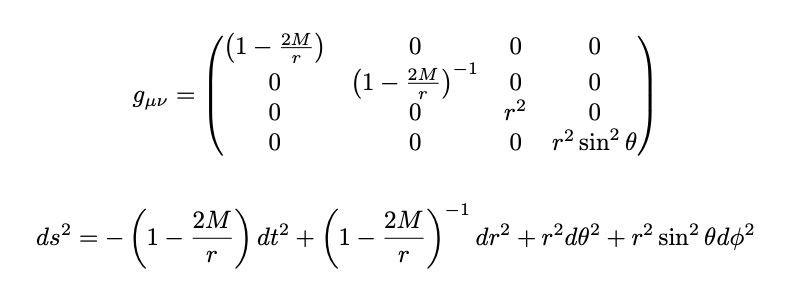 g_{\mu\nu} = \begin{pmatrix} \left(1 - \frac{2M}{r}\right) & 0 & 0 & 0 \\ 0 & \left(1 - \frac{2M}{r}\right)^{-1} & 0 & 0 \\ 0 & 0 & r^2 & 0 \\ 0 & 0 & 0 & r^2 \sin^2 \theta \end{pmatrix}
ds^2 = -\left(1 - \frac{2M}{r}\right) dt^2 + \left(1 - \frac{2M}{r}\right)^{-1} dr^2 + r^2 d\theta^2 + r^2 \sin^2 \theta d\phi^2